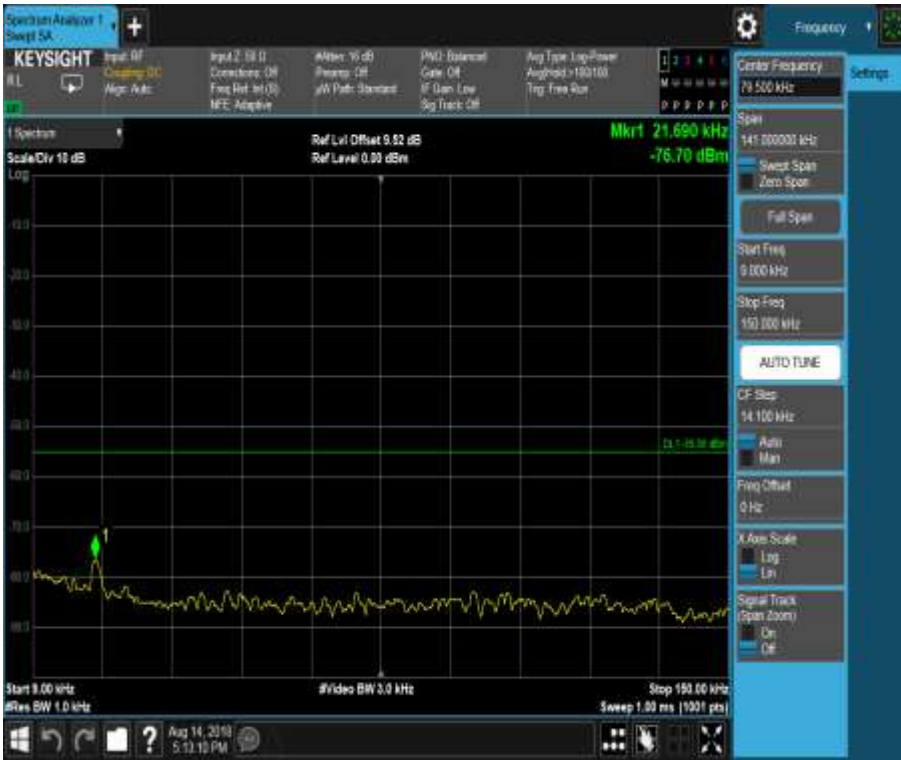 Spectrum Analyzer 1
Swept SA
+
Frequency
KEYSIGHT
Input: RF
Coupling: DC
Align: Auto
Input Z: 50 Ω
Corrections: Off
Freq Ref: Int (S)
NFE: Adaptive
#Atten: 16 dB
Preamp: Off
µW Path: Standard
PNO: Balanced
Gate: Off
IF Gain: Low
Sig Track: Off
Avg Type: Log-Power
Avg|Hold:>100/100
Trig: Free Run
1 2 3 4 5 6
M W W W W W
P P P P P P
1 Spectrum
Scale/Div 10 dB
Ref Lvl Offset 9.52 dB
Ref Level 0.00 dBm
Mkr1 21.690 kHz
-76.70 dBm
Log
-10.0
-20.0
-30.0
-40.0
-50.0
-60.0
-70.0
-80.0
-90.0
1
Start 9.00 kHz
#Res BW 1.0 kHz
#Video BW 3.0 kHz
Stop 150.00 kHz
Sweep 1.00 ms (1001 pts)
Aug 14, 2018
5:13:10 PM
Center Frequency
79.500 kHz
Settings
Span
141.000000 kHz
Swept Span
Zero Span
Full Span
Start Freq
9.000 kHz
Stop Freq
150.000 kHz
AUTO TUNE
CF Step
14.100 kHz
Auto
Man
Freq Offset
0 Hz
X Axis Scale
Log
Lin
Signal Track
(Span Zoom)
On
Off